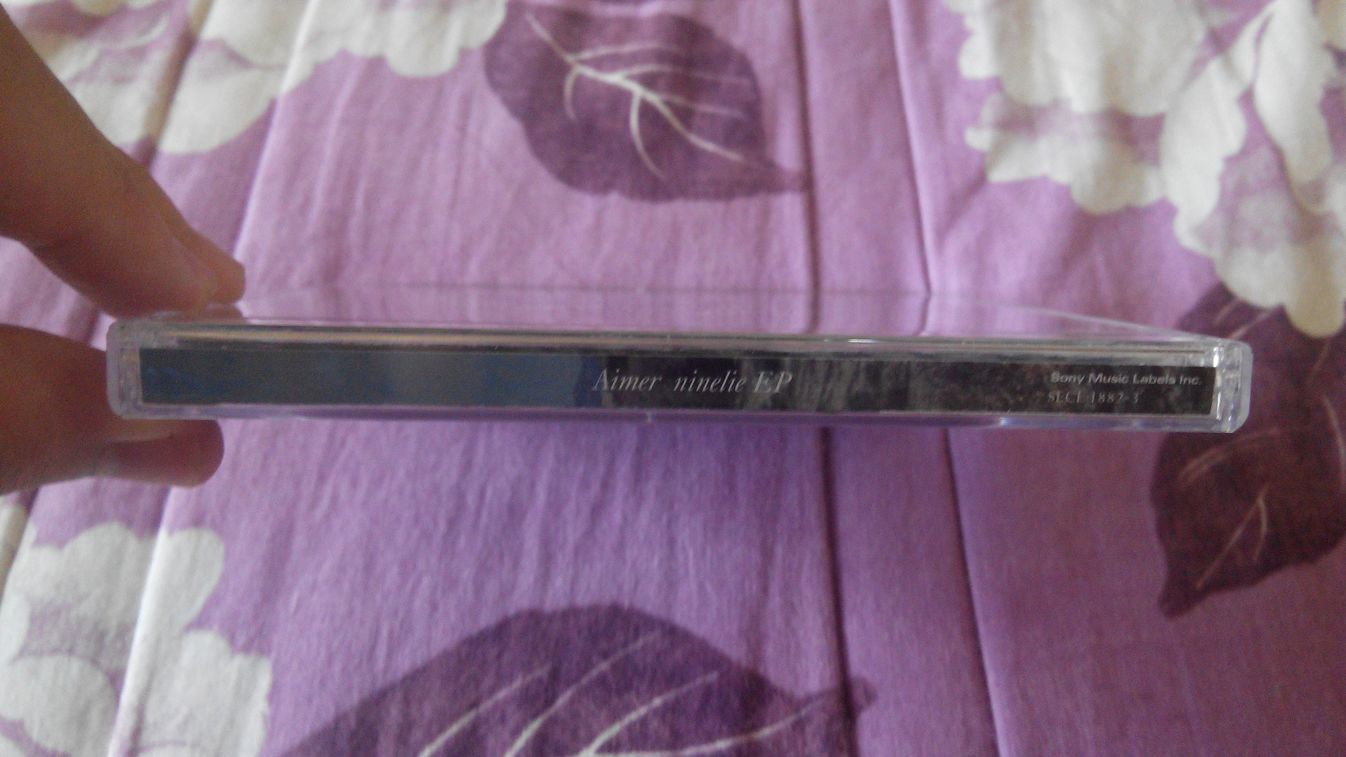 Aimer ninelie EP
Sony Music Labels Inc.
SECL 1882-3